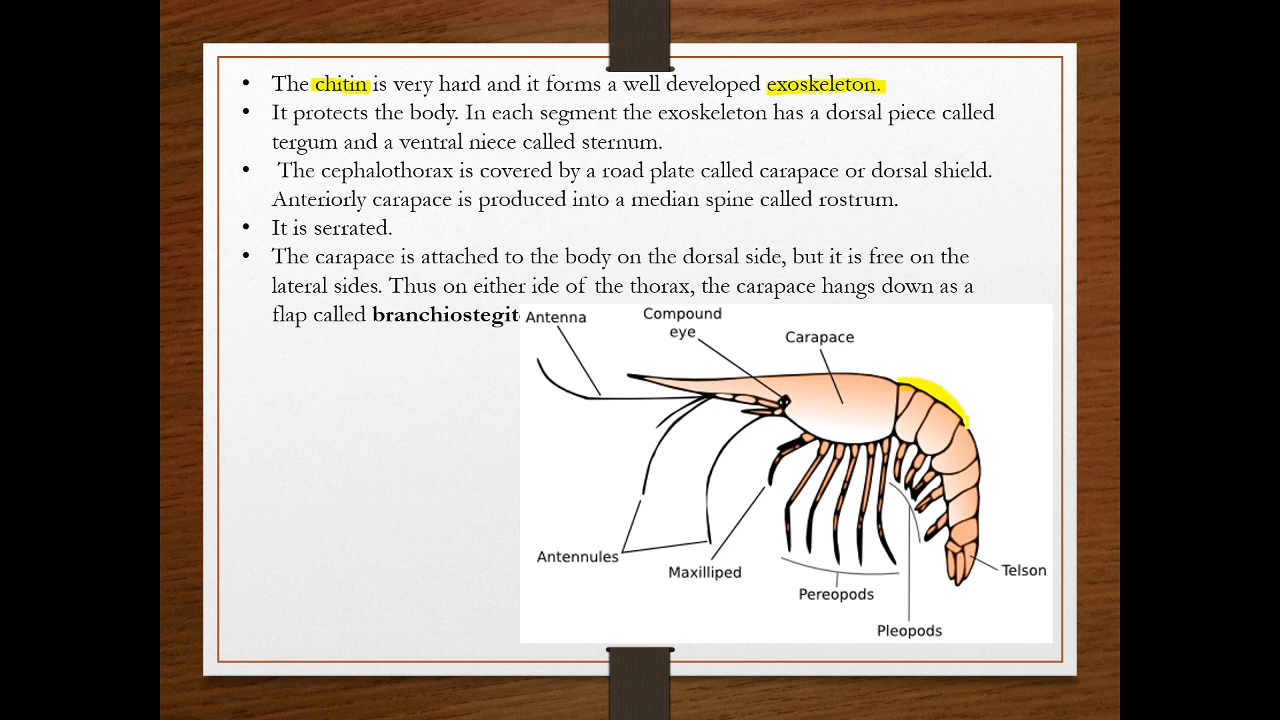 • The chitin is very hard and it forms a well developed exoskeleton.
• It protects the body. In each segment the exoskeleton has a dorsal piece called
tergum and a ventral niece called sternum.
• The cephalothorax is covered by a road plate called carapace or dorsal shield.
Anteriorly carapace is produced into a median spine called rostrum.
• It is serrated.
• The carapace is attached to the body on the dorsal side, but it is free on the
lateral sides. Thus on either ide of the thorax, the carapace hangs down as a
flap called
Antenna
Compound
eye
Carapace
Antennules
Maxilliped
Pereopods
Pleopods
Telson